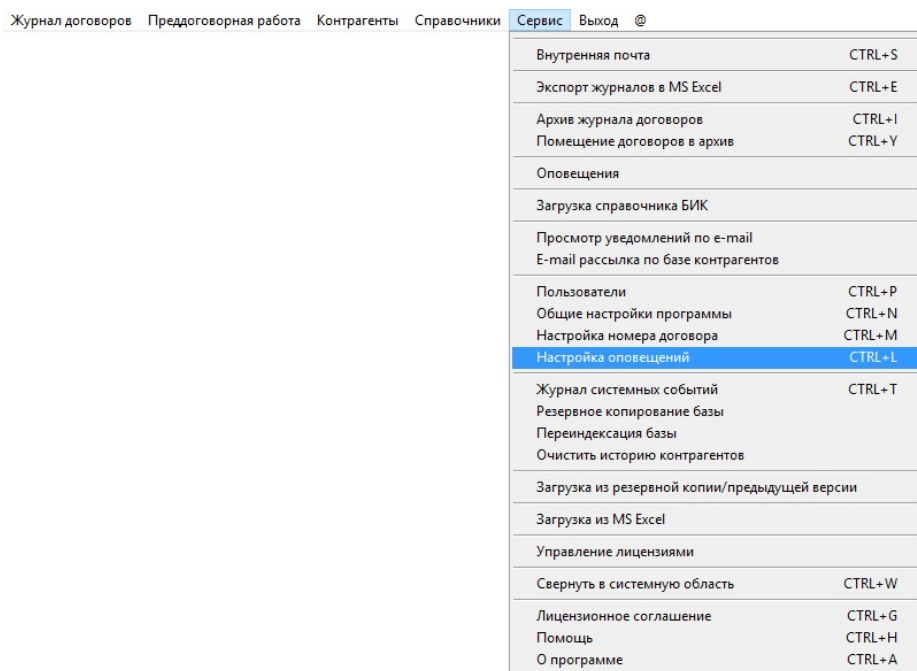 Журнал договоров Преддоговорная работа Контрагенты Справочники Сервис Выход @
Внутренняя почта CTRL+S
Экспорт журналов в MS Excel CTRL+E
Архив журнала договоров CTRL+I
Помещение договоров в архив CTRL+Y
Оповещения
Загрузка справочника БИК
Просмотр уведомлений по e-mail
E-mail рассылка по базе контрагентов
Пользователи CTRL+P
Общие настройки программы CTRL+N
Настройка номера договора CTRL+M
Настройка оповещений CTRL+L
Журнал системных событий CTRL+T
Резервное копирование базы
Переиндексация базы
Очистить историю контрагентов
Загрузка из резервной копии/предыдущей версии
Загрузка из MS Excel
Управление лицензиями
Свернуть в системную область CTRL+W
Лицензионное соглашение CTRL+G
Помощь CTRL+H
О программе CTRL+A